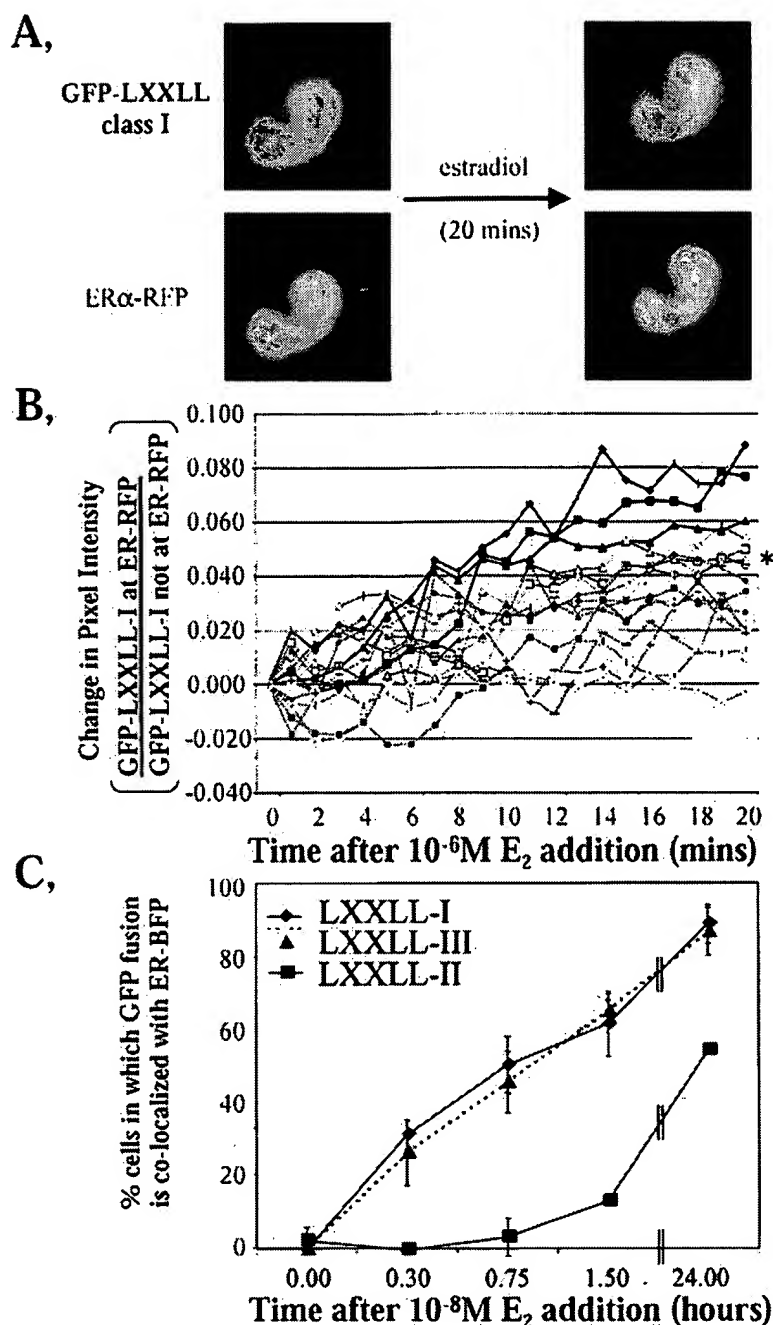 A,
GFP-LXXLL
class I
estradiol
(20 mins)
ERα-RFP
B,
Change in Pixel Intensity
GFP-LXXLL-I at ER-RFP
GFP-LXXLL-I not at ER-RFP
0.100
0.080
0.060
0.040
0.020
0.000
-0.020
-0.040
*
0 2 4 6 8 10 12 14 16 18 20
Time after 10⁻⁶M E₂ addition (mins)
C,
% cells in which GFP fusion
is co-localized with ER-BFP
100
80
60
40
20
0
LXXLL-I
LXXLL-III
LXXLL-II
0.00 0.30 0.75 1.50 24.00
Time after 10⁻⁸M E₂ addition (hours)